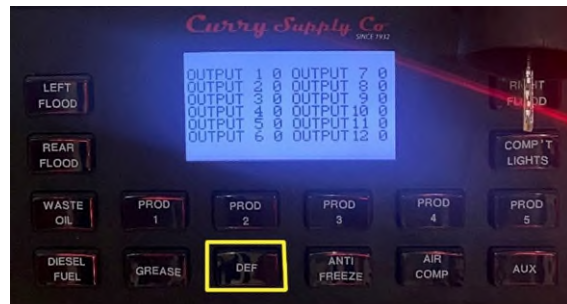 Curry Supply Co
SINCE 1932
OUTPUT 1 0 OUTPUT 7 0
OUTPUT 2 0 OUTPUT 8 0
OUTPUT 3 0 OUTPUT 9 0
OUTPUT 4 0 OUTPUT10 0
OUTPUT 5 0 OUTPUT11 0
OUTPUT 6 0 OUTPUT12 0
LEFT
FLOOD
RIGHT
FLOOD
REAR
FLOOD
COMP'T
LIGHTS
WASTE
OIL
PROD
1
PROD
2
PROD
3
PROD
4
PROD
5
DIESEL
FUEL
GREASE
DEF
ANTI
FREEZE
AIR
COMP
AUX